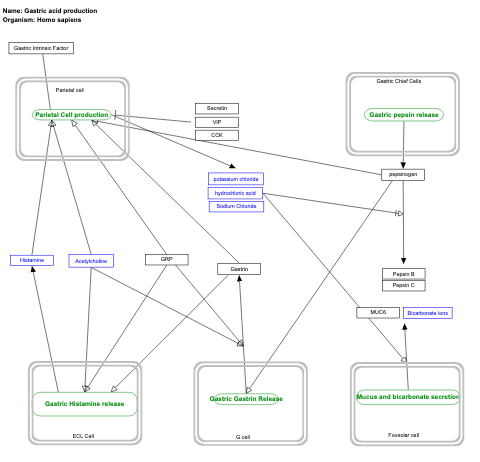 Name: Gastric acid production
Organism: Homo sapiens
Gastric Intrinsic Factor
Parietal cell
Gastric Chief Cells
Parietal Cell production
Secretin
VIP
CCK
Gastric pepsin release
potassium chloride
hydrochloric acid
Sodium Chloride
pepsinogen
Histamine
Acetylcholine
GRP
Gastrin
Pepsin B
Pepsin C
MUC6
Bicarbonate ions
Gastric Histamine release
Gastric Gastrin Release
Mucus and bicarbonate secretion
ECL Cell
G cell
Foveolar cell